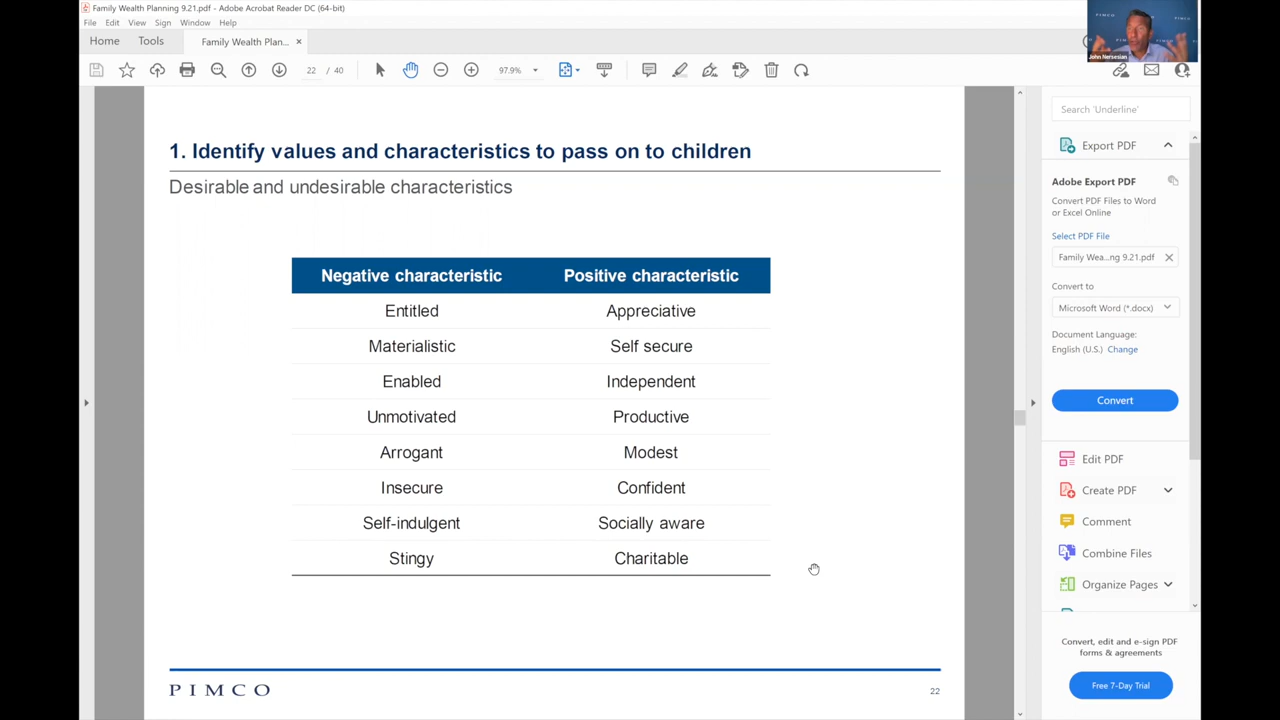 Family Wealth Planning 9.21.pdf - Adobe Acrobat Reader DC (64-bit)
File Edit View Sign Window Help
Home Tools Family Wealth Plan... ×
22 / 40 97.9%
PIMCO
John Nersesian
1. Identify values and characteristics to pass on to children
Desirable and undesirable characteristics
Negative characteristic Positive characteristic
Entitled Appreciative
Materialistic Self secure
Enabled Independent
Unmotivated Productive
Arrogant Modest
Insecure Confident
Self-indulgent Socially aware
Stingy Charitable
PIMCO
22
Search 'Underline'
Export PDF
Adobe Export PDF
Convert PDF Files to Word
or Excel Online
Select PDF File
Family Wea...ng 9.21.pdf ×
Convert to
Microsoft Word (*.docx)
Document Language:
English (U.S.) Change
Convert
Edit PDF
Create PDF
Comment
Combine Files
Organize Pages
Convert, edit and e-sign PDF
forms & agreements
Free 7-Day Trial